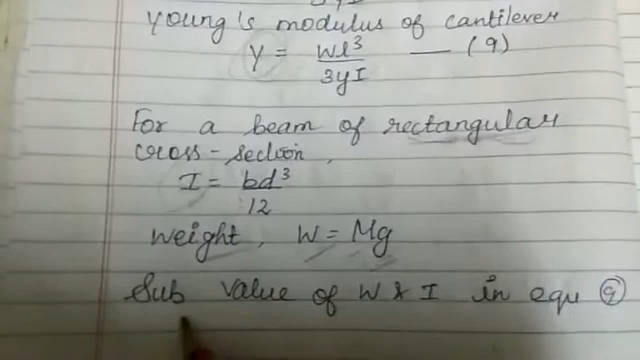 Young's modulus of cantilever
Y = Wl³/3yI — (9)
For a beam of rectangular
cross-section,
I = bd³/12
Weight, W = Mg
Sub value of W & I in equ (9)